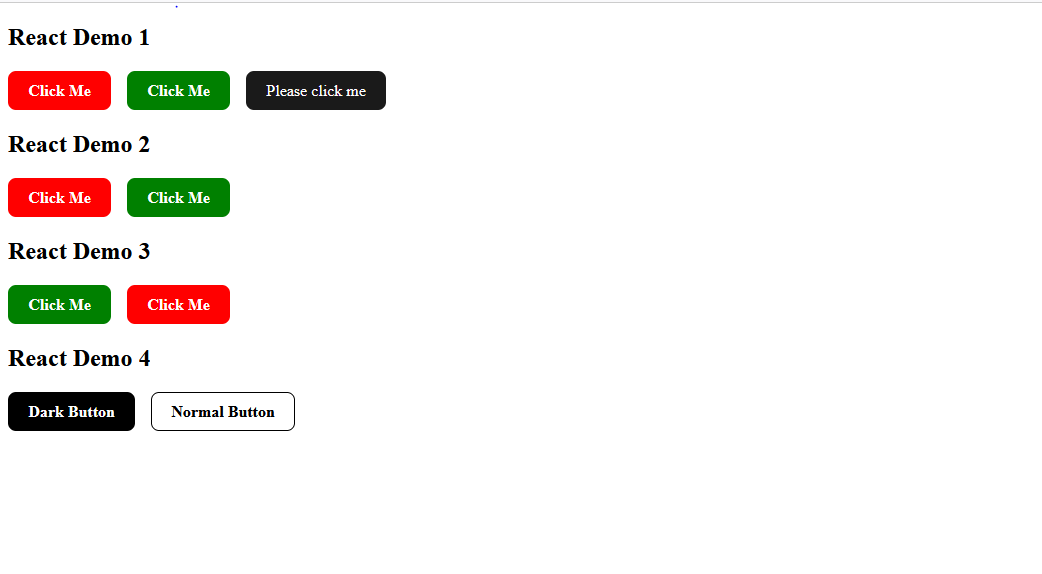 React Demo 1
Click Me Click Me Please click me
React Demo 2
Click Me Click Me
React Demo 3
Click Me Click Me
React Demo 4
Dark Button Normal Button